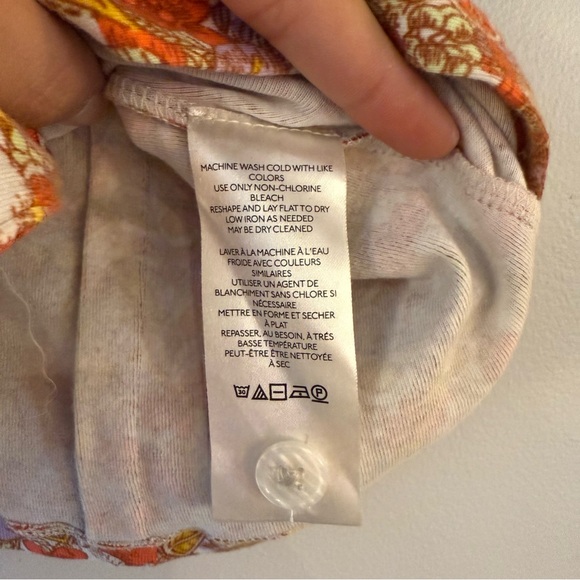 MACHINE WASH COLD WITH LIKE
COLORS
USE ONLY NON-CHLORINE
BLEACH
RESHAPE AND LAY FLAT TO DRY
LOW IRON AS NEEDED
MAY BE DRY CLEANED
LAVER À LA MACHINE À L'EAU
FROIDE AVEC COULEURS
SIMILAIRES
UTILISER UN AGENT DE
BLANCHIMENT SANS CHLORE SI
NÉCESSAIRE
METTRE EN FORME ET SECHER
À PLAT
REPASSER, AU BESOIN, À TRÉS
BASSE TEMPÉRATURE
PEUT-ÊTRE ÊTRE NETTOYÉE
À SEC
30 P